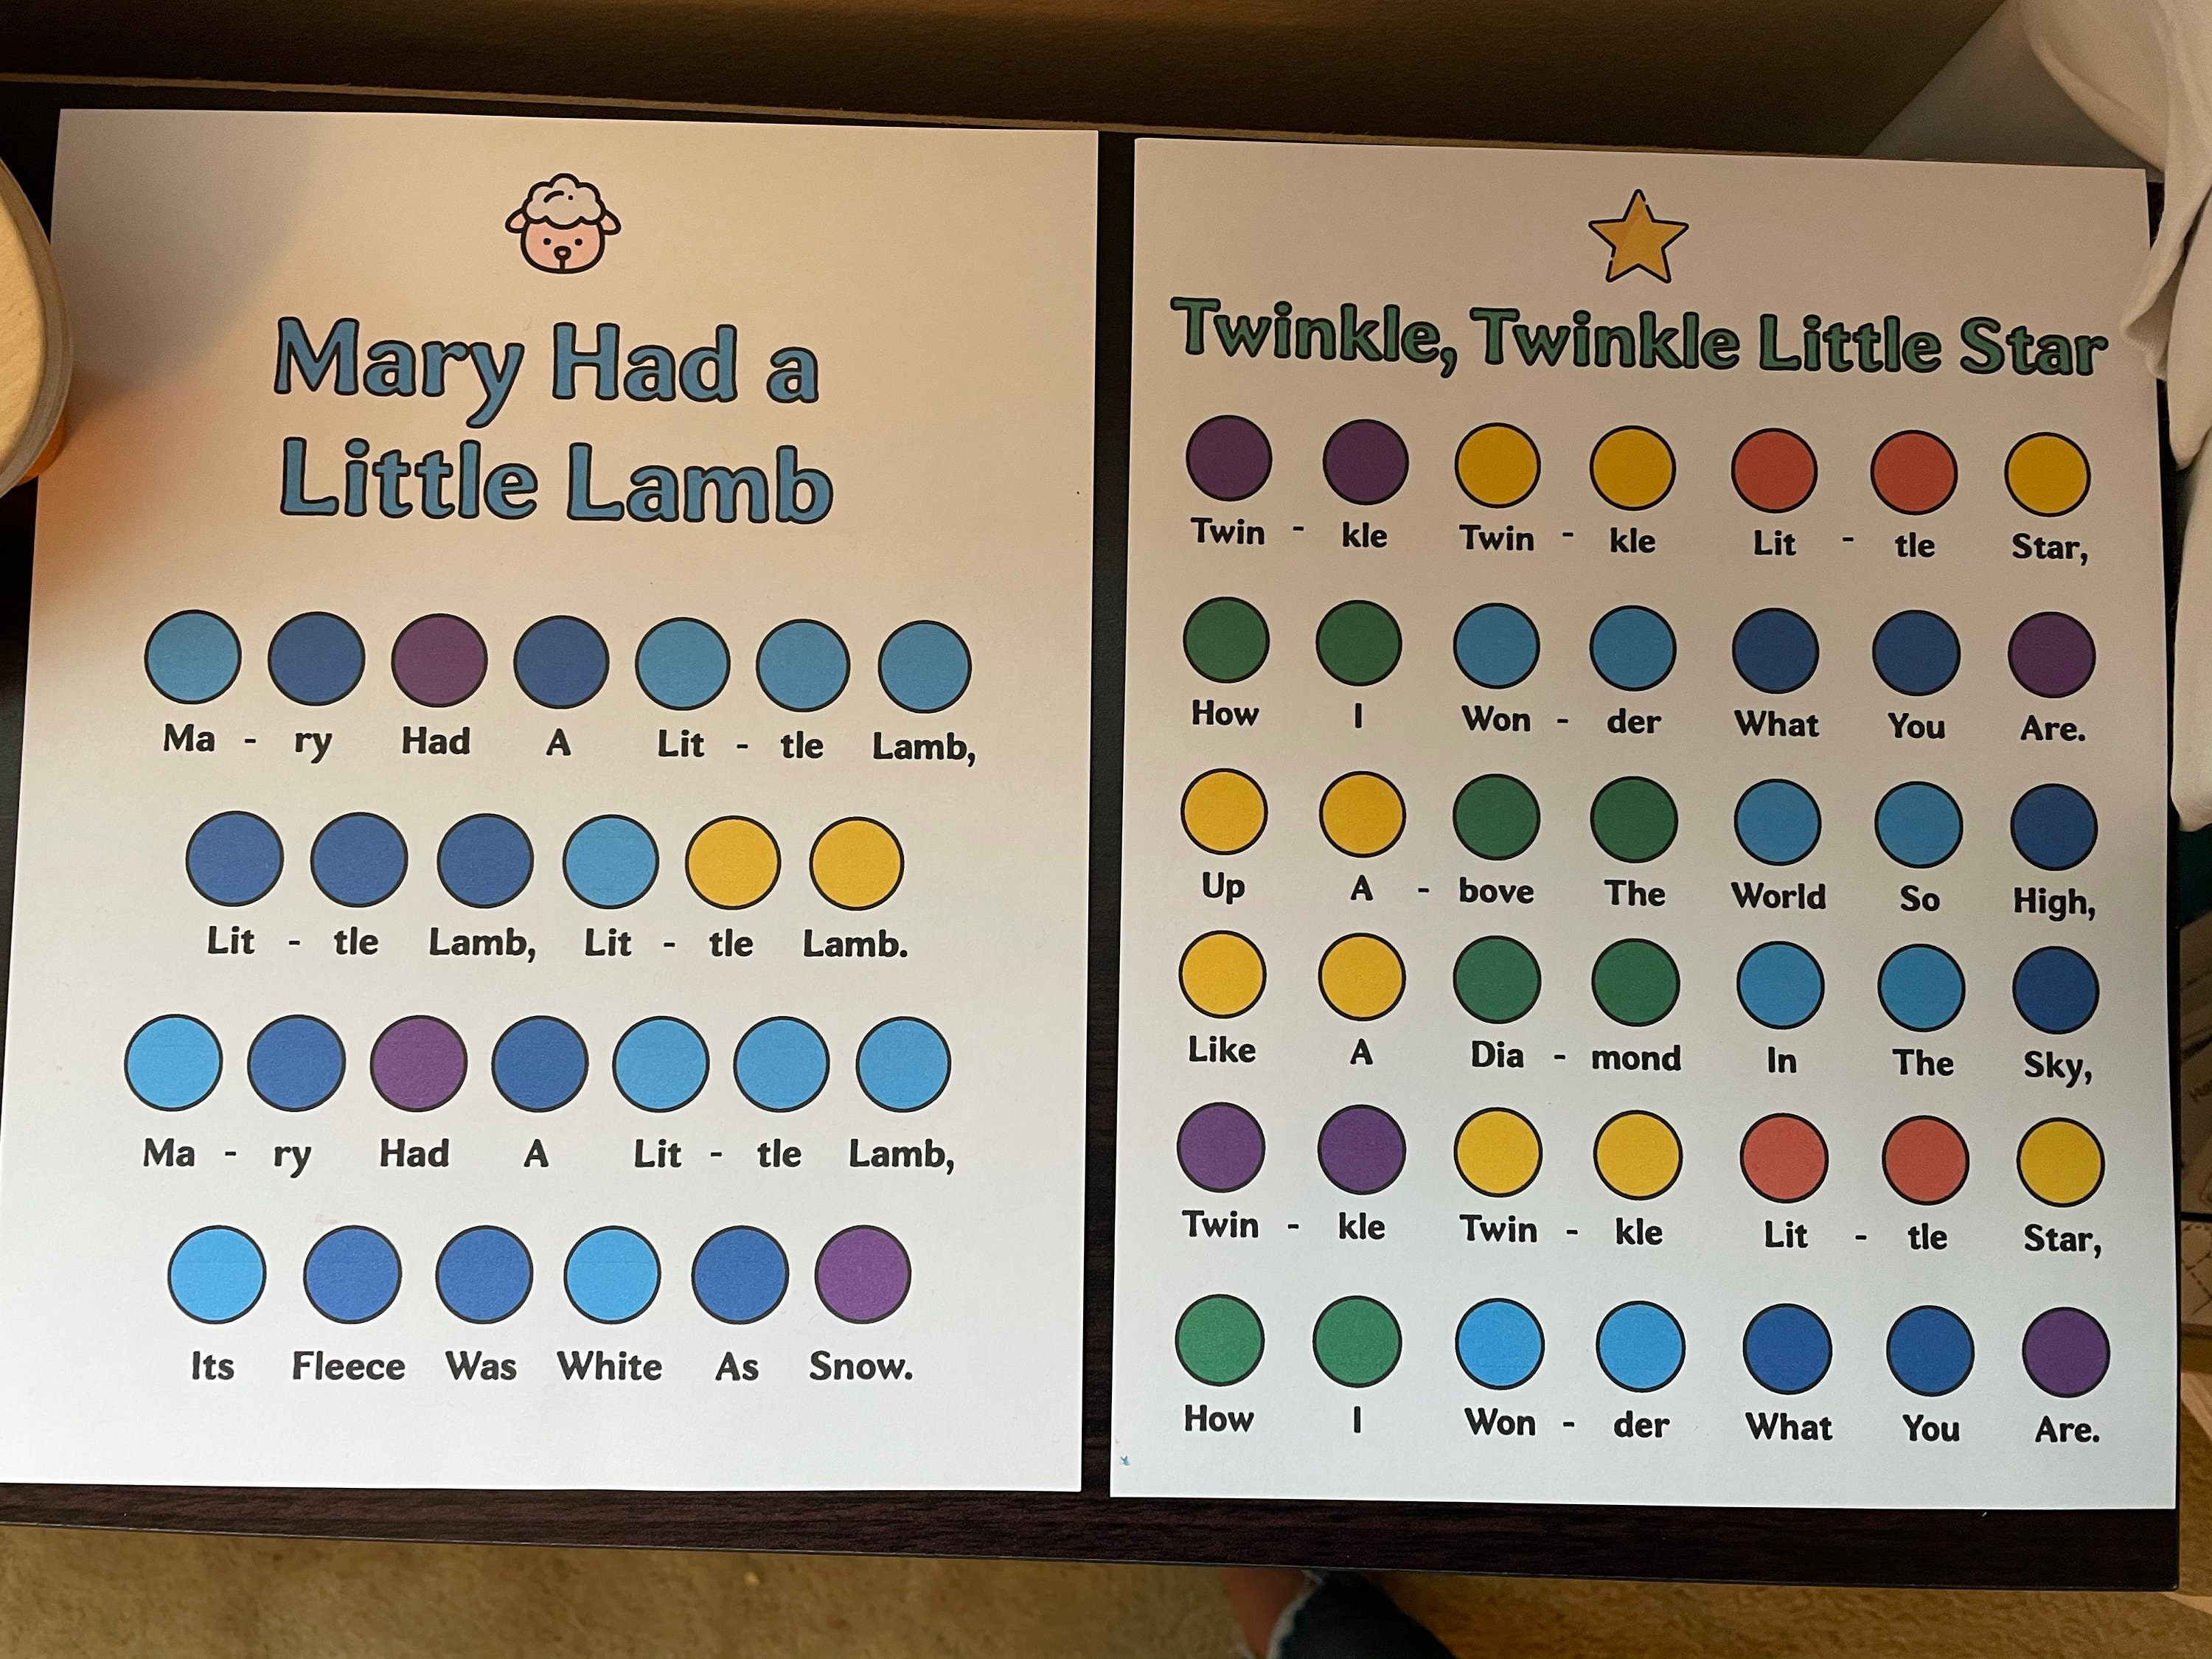 Mary Had a
Little Lamb
Ma - ry Had A Lit - tle Lamb,
Lit - tle Lamb, Lit - tle Lamb.
Ma - ry Had A Lit - tle Lamb,
Its Fleece Was White As Snow.
Twinkle, Twinkle Little Star
Twin - kle Twin - kle Lit - tle Star,
How I Won - der What You Are.
Up A - bove The World So High,
Like A Dia - mond In The Sky,
Twin - kle Twin - kle Lit - tle Star,
How I Won - der What You Are.